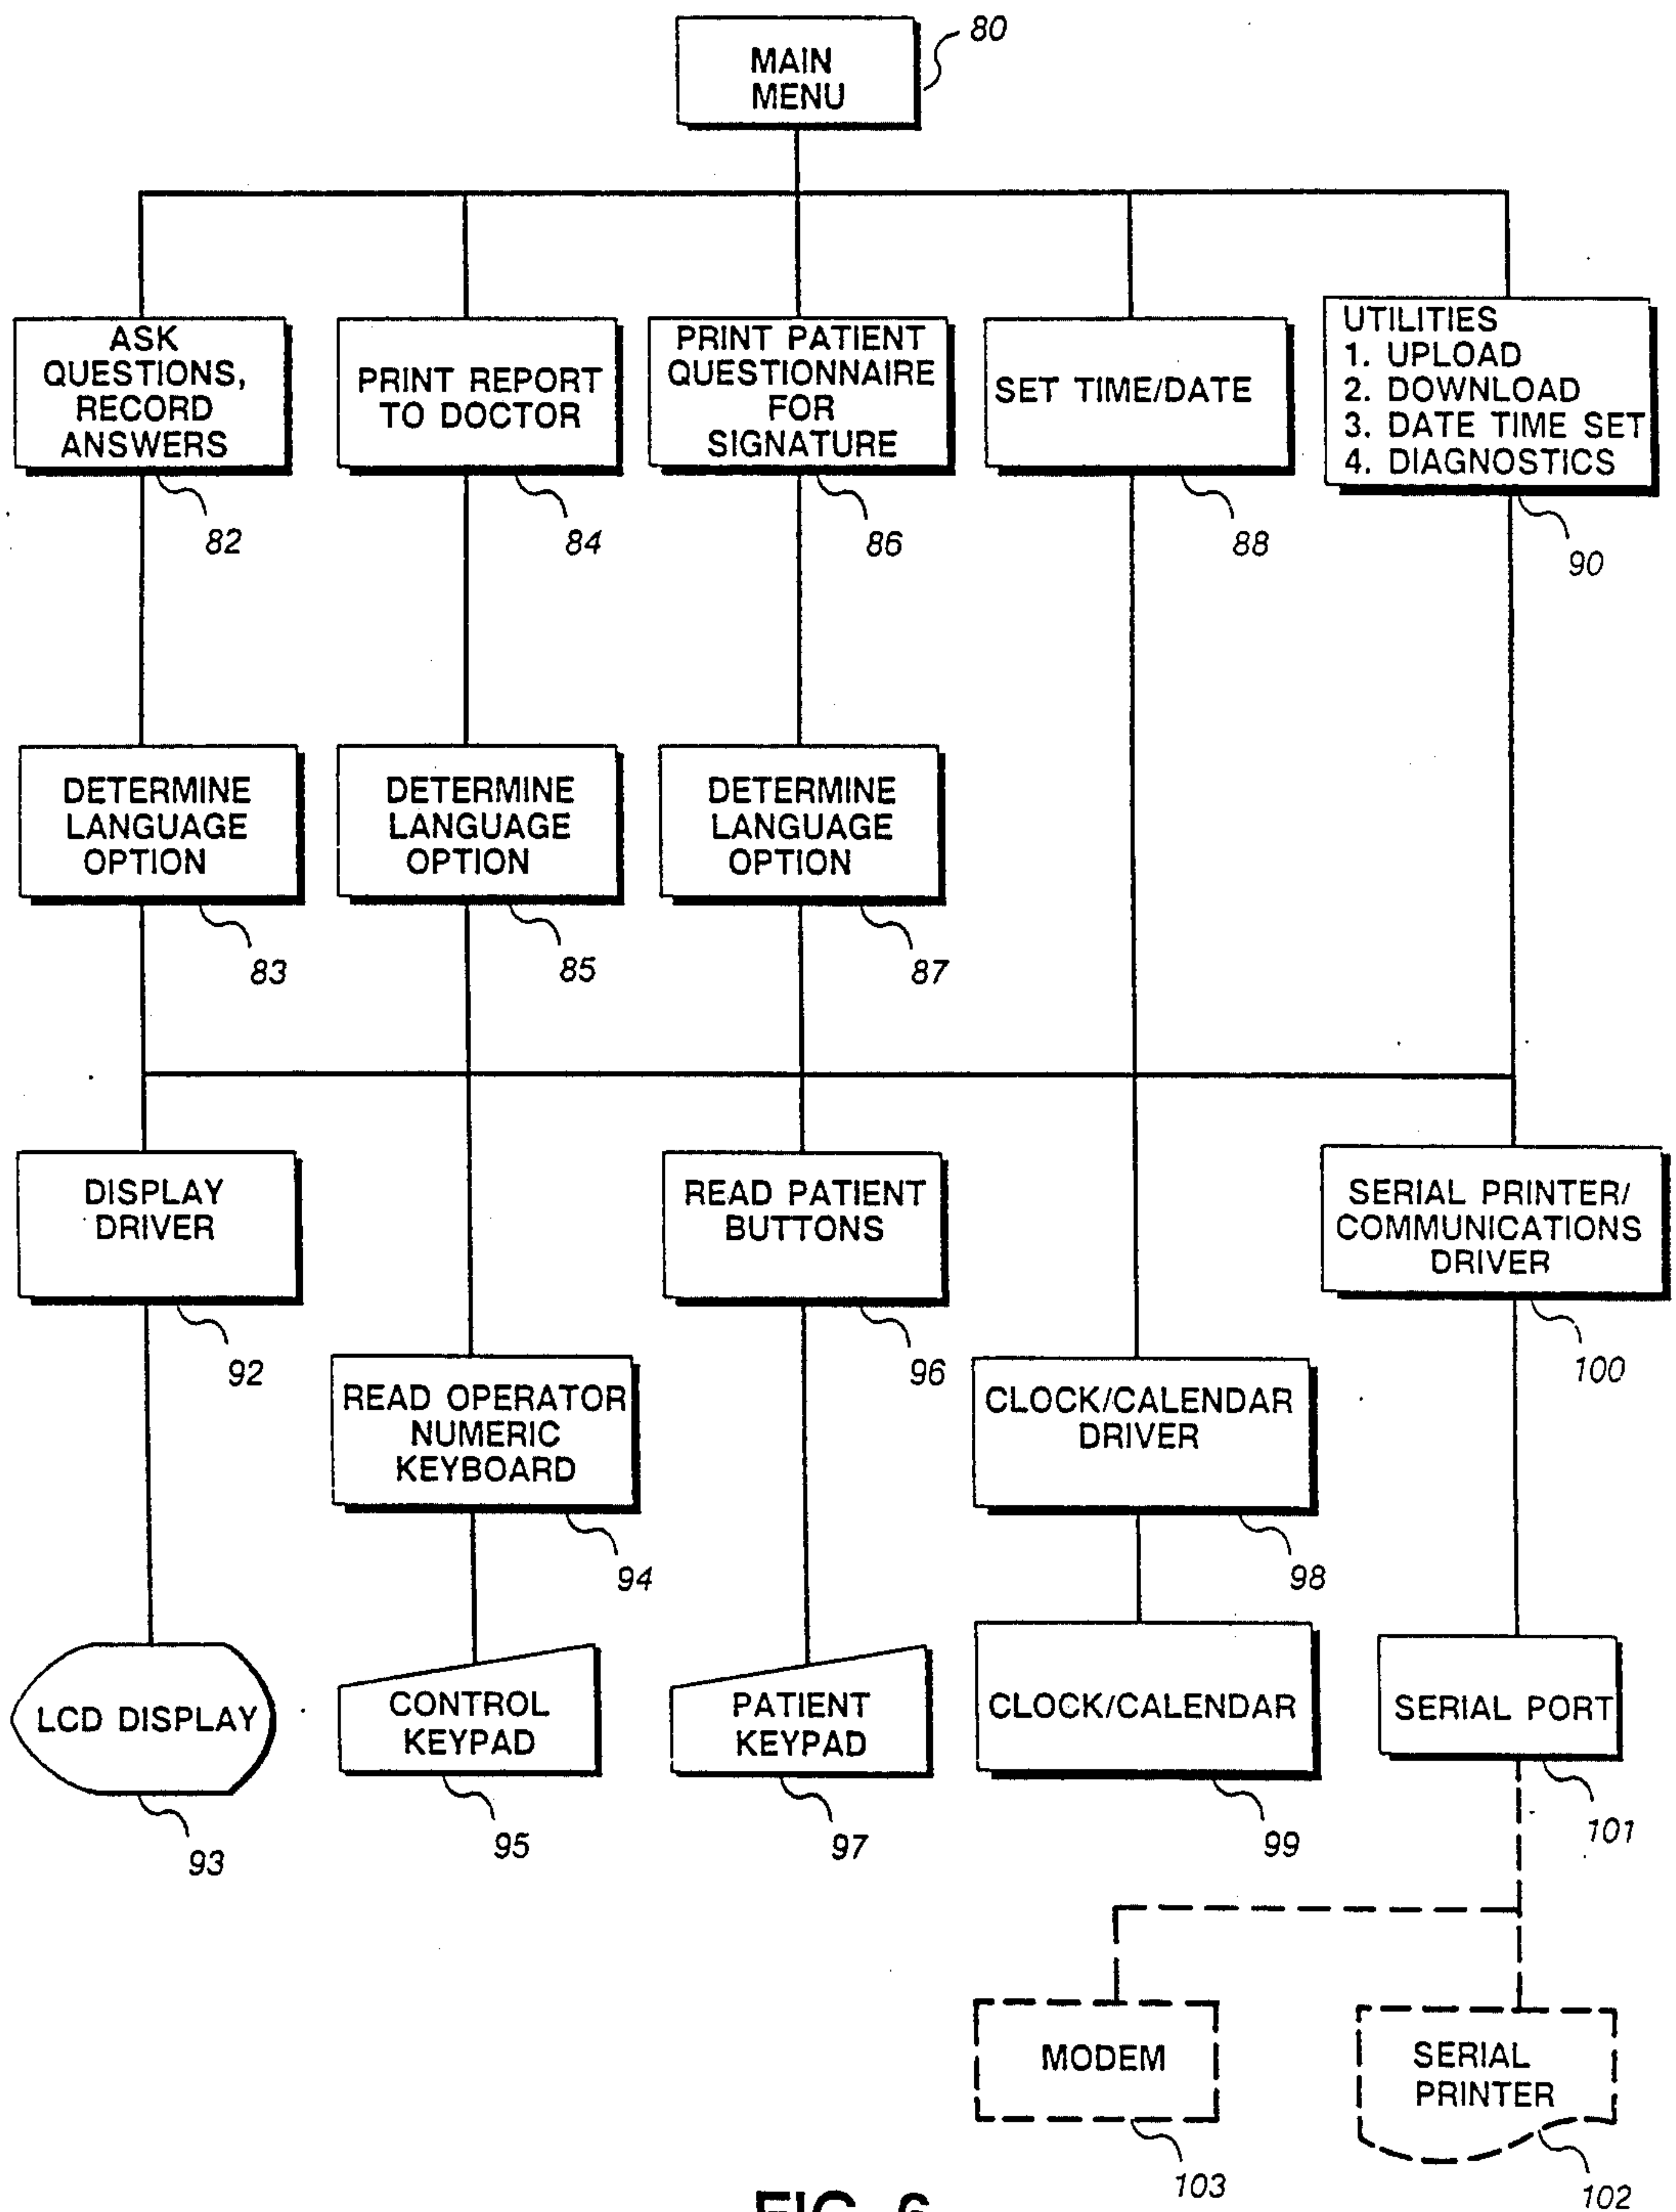 80
MAIN
MENU
ASK
QUESTIONS,
RECORD
ANSWERS
82
PRINT REPORT
TO DOCTOR
84
PRINT PATIENT
QUESTIONNAIRE
FOR
SIGNATURE
86
SET TIME/DATE
88
UTILITIES
1. UPLOAD
2. DOWNLOAD
3. DATE TIME SET
4. DIAGNOSTICS
90
DETERMINE
LANGUAGE
OPTION
83
DETERMINE
LANGUAGE
OPTION
85
DETERMINE
LANGUAGE
OPTION
87
DISPLAY
DRIVER
92
READ PATIENT
BUTTONS
96
SERIAL PRINTER/
COMMUNICATIONS
DRIVER
100
READ OPERATOR
NUMERIC
KEYBOARD
94
CLOCK/CALENDAR
DRIVER
98
LCD DISPLAY
93
CONTROL
KEYPAD
95
PATIENT
KEYPAD
97
CLOCK/CALENDAR
99
SERIAL PORT
101
MODEM
103
SERIAL
PRINTER
102
FIG. 6